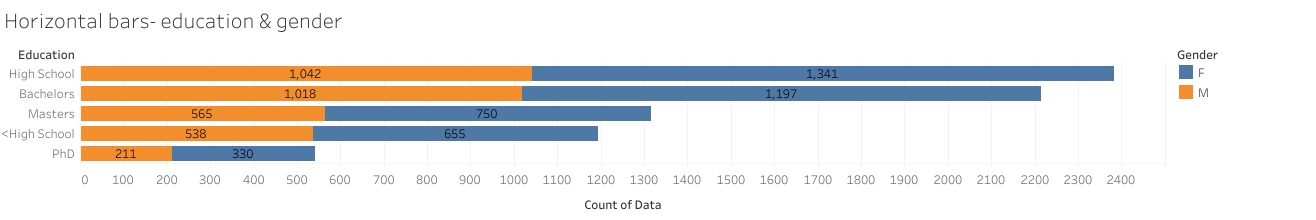 Horizontal bars- education & gender
Education
Gender
High School 1,042 1,341
F
Bachelors 1,018 1,197
M
Masters 565 750
<High School 538 655
PhD 211 330
0 100 200 300 400 500 600 700 800 900 1000 1100 1200 1300 1400 1500 1600 1700 1800 1900 2000 2100 2200 2300 2400
Count of Data